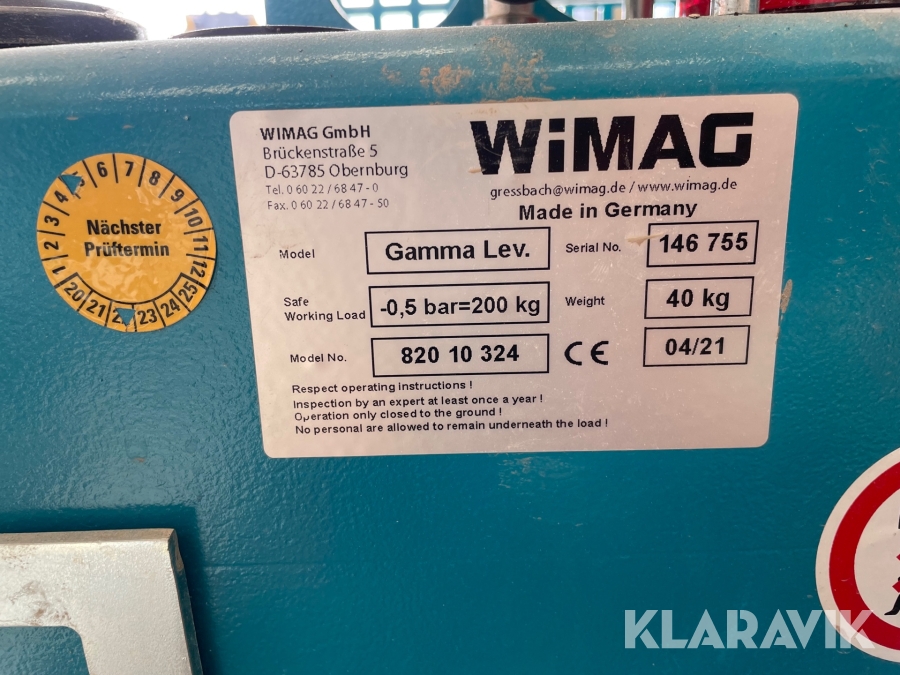 WIMAG GmbH
Brückenstraße 5
D-63785 Obernburg
Tel. 0 60 22 / 68 47 - 0
Fax. 0 60 22 / 68 47 - 50
WiMAG
gressbach@wimag.de / www.wimag.de
Made in Germany
Model Gamma Lev. Serial No. 146 755
Safe
Working Load -0,5 bar=200 kg Weight 40 kg
Model No. 820 10 324 CE 04/21
Respect operating instructions !
Inspection by an expert at least once a year !
Operation only closed to the ground !
No personal are allowed to remain underneath the load !
1 2 3 4 5 6 7 8 9 10 11 12
Nächster
Prüftermin
20 21 22 23 24 25
KLARAVIK